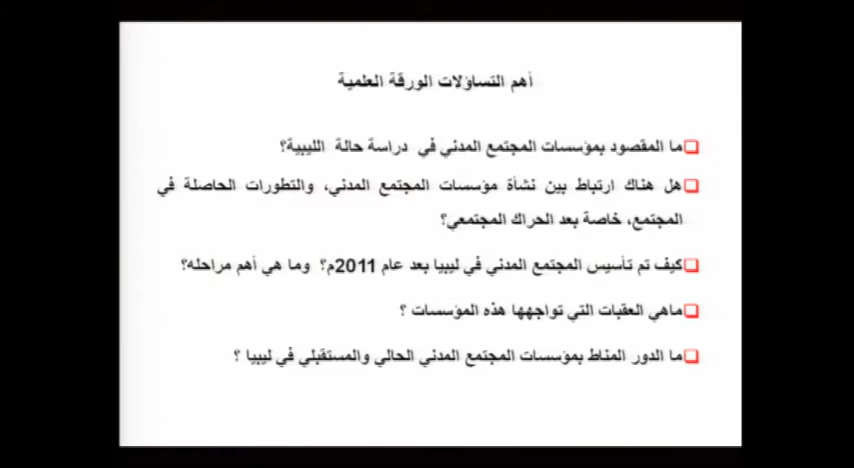 أهم التساؤلات الورقة العلمية
ما المقصود بمؤسسات المجتمع المدني في دراسة حالة الليبية؟
هل هناك ارتباط بين نشأة مؤسسات المجتمع المدني، والتطورات الحاصلة في
المجتمع، خاصة بعد الحراك المجتمعي؟
كيف تم تأسيس المجتمع المدني في ليبيا بعد عام 2011م؟ وما هي أهم مراحله؟
ماهي العقبات التي تواجهها هذه المؤسسات ؟
ما الدور المناط بمؤسسات المجتمع المدني الحالي والمستقبلي في ليبيا ؟